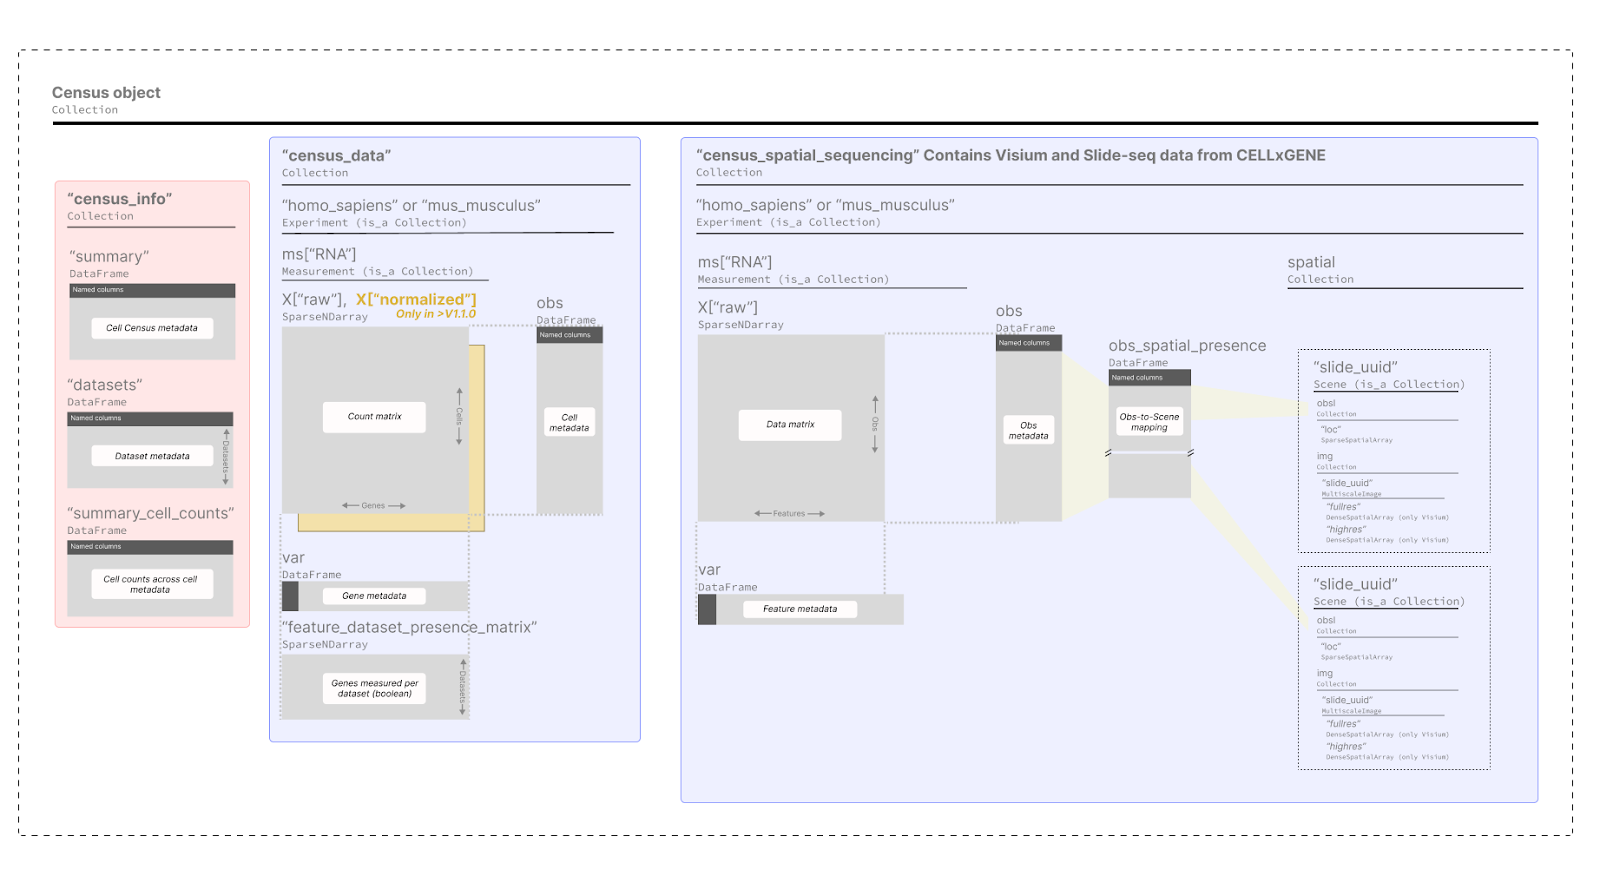 Census object
Collection
“census_info”
Collection
“summary”
DataFrame
Named columns
Cell Census metadata
“datasets”
DataFrame
Named columns
Dataset metadata
Datasets
“summary_cell_counts”
DataFrame
Named columns
Cell counts across cell
metadata
“census_data”
Collection
“homo_sapiens” or “mus_musculus”
Experiment (is_a Collection)
ms[“RNA”]
Measurement (is_a Collection)
X[“raw”], X[“normalized”]
SparseNDarray
Only in >V1.1.0
Count matrix
Cells
Genes
obs
DataFrame
Named columns
Cell
metadata
var
DataFrame
Gene metadata
“feature_dataset_presence_matrix”
SparseNDarray
Genes measured per
dataset (boolean)
Datasets
“census_spatial_sequencing” Contains Visium and Slide-seq data from CELLxGENE
Collection
“homo_sapiens” or “mus_musculus”
Experiment (is_a Collection)
ms[“RNA”]
Measurement (is_a Collection)
X[“raw”]
SparseNDarray
Data matrix
Obs
Features
obs
DataFrame
Named columns
Obs
metadata
var
DataFrame
Feature metadata
obs_spatial_presence
DataFrame
Named columns
Obs-to-Scene
mapping
spatial
Collection
“slide_uuid”
Scene (is_a Collection)
obsl
Collection
“loc”
SparseSpatialArray
img
Collection
“slide_uuid”
MultiscaleImage
“fullres”
DenseSpatialArray (only Visium)
“highres”
DenseSpatialArray (only Visium)
“slide_uuid”
Scene (is_a Collection)
obsl
Collection
“loc”
SparseSpatialArray
img
Collection
“slide_uuid”
MultiscaleImage
“fullres”
DenseSpatialArray (only Visium)
“highres”
DenseSpatialArray (only Visium)